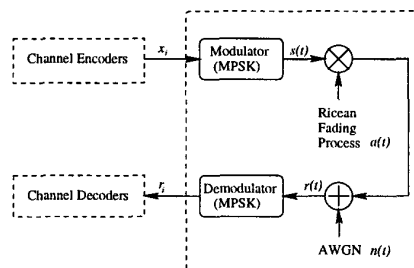 Channel Encoders
x_i
Modulator
(MPSK)
s(t)
Ricean
Fading
Process a(t)
Channel Decoders
r_i
Demodulator
(MPSK)
r(t)
AWGN n(t)